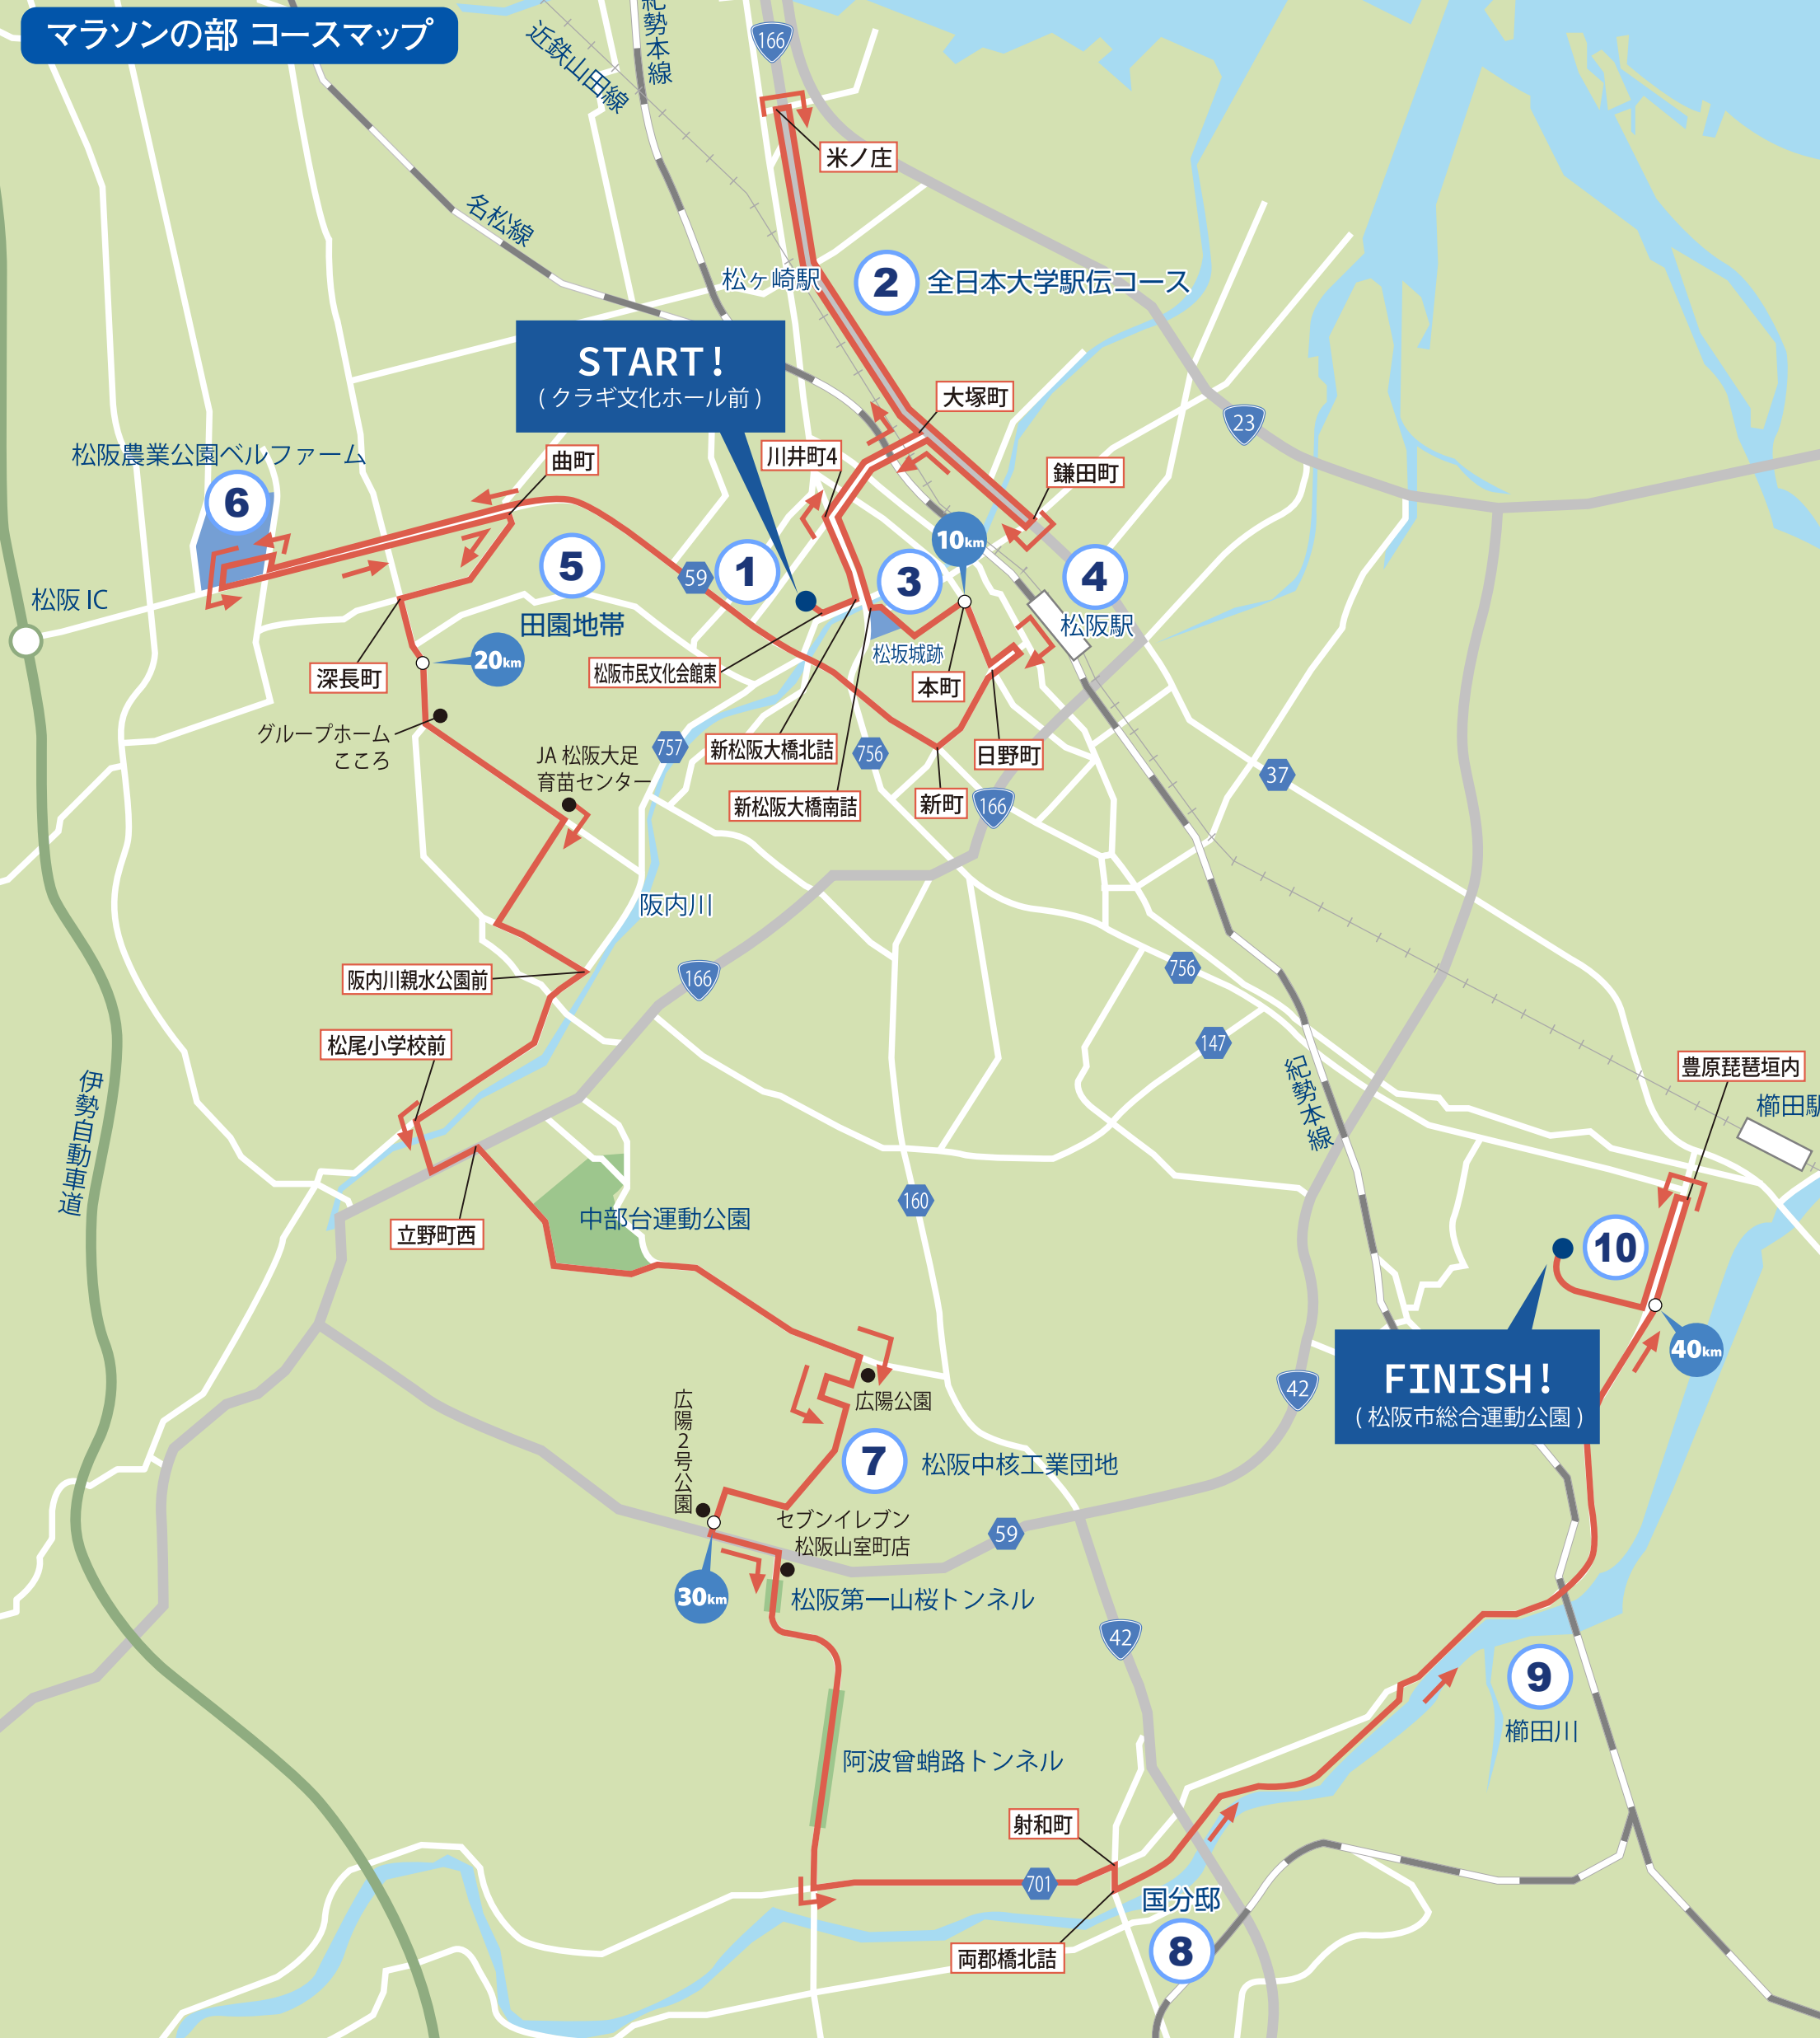 マラソンの部 コースマップ
近鉄山田線
紀勢本線
166
米ノ庄
名松線
松ヶ崎駅
2
全日本大学駅伝コース
START!
(クラギ文化ホール前)
大塚町
23
松阪農業公園ベルファーム
6
曲町
川井町4
鎌田町
10km
5
59
1
3
4
松阪 IC
田園地帯
松阪駅
松坂城跡
20km
深長町
松阪市民文化会館東
本町
グループホーム
こころ
JA 松阪大足
育苗センター
757
新松阪大橋北詰
756
日野町
37
新松阪大橋南詰
新町
166
阪内川
阪内川親水公園前
166
756
松尾小学校前
147
豊原琵琶垣内
伊勢自動車道
紀勢本線
櫛田駅
立野町西
中部台運動公園
160
10
40km
FINISH!
(松阪市総合運動公園)
広陽公園
42
広陽2号公園
7
松阪中核工業団地
セブンイレブン
松阪山室町店
59
30km
松阪第一山桜トンネル
42
9
櫛田川
阿波曽蛸路トンネル
射和町
701
国分邸
両郡橋北詰
8